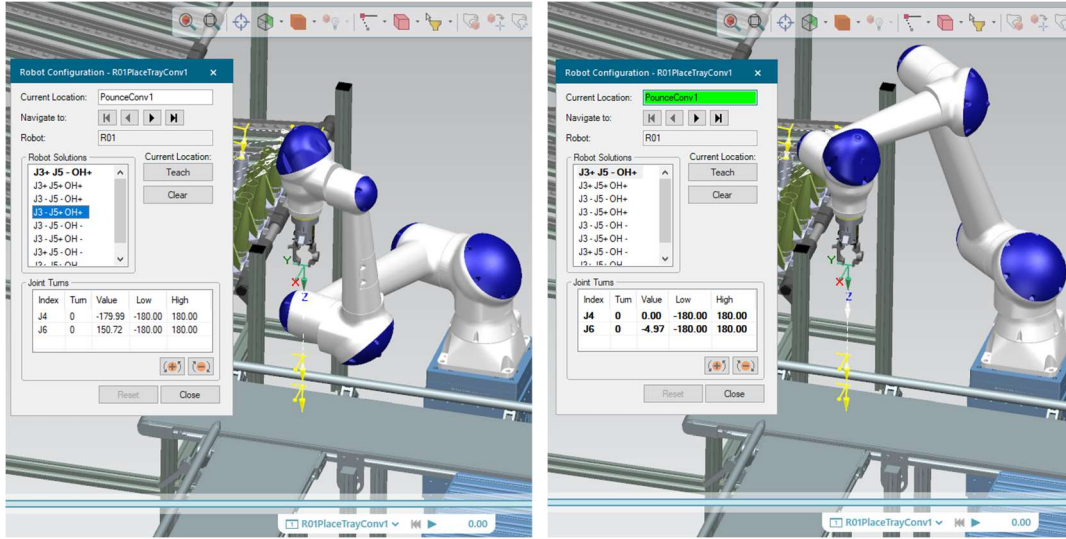 Robot Configuration - R01PlaceTrayConv1
Current Location: PounceConv1
Navigate to:
Robot: R01
Robot Solutions
Current Location:
J3+ J5 - OH+
J3+ J5+ OH+
J3 - J5 - OH+
J3 - J5+ OH+
J3 - J5 - OH -
J3 - J5+ OH -
J3+ J5 - OH -
Teach
Clear
Joint Turns
Index Turn Value Low High
J4 0 -179.99 -180.00 180.00
J6 0 150.72 -180.00 180.00
Reset Close
Y
X
Z
R01PlaceTrayConv1 0.00
Robot Configuration - R01PlaceTrayConv1
Current Location: PounceConv1
Navigate to:
Robot: R01
Robot Solutions
Current Location:
J3+ J5 - OH+
J3+ J5+ OH+
J3 - J5 - OH+
J3 - J5+ OH+
J3 - J5 - OH -
J3 - J5+ OH -
J3+ J5 - OH -
Teach
Clear
Joint Turns
Index Turn Value Low High
J4 0 0.00 -180.00 180.00
J6 0 -4.97 -180.00 180.00
Reset Close
Y
X
Z
R01PlaceTrayConv1 0.00